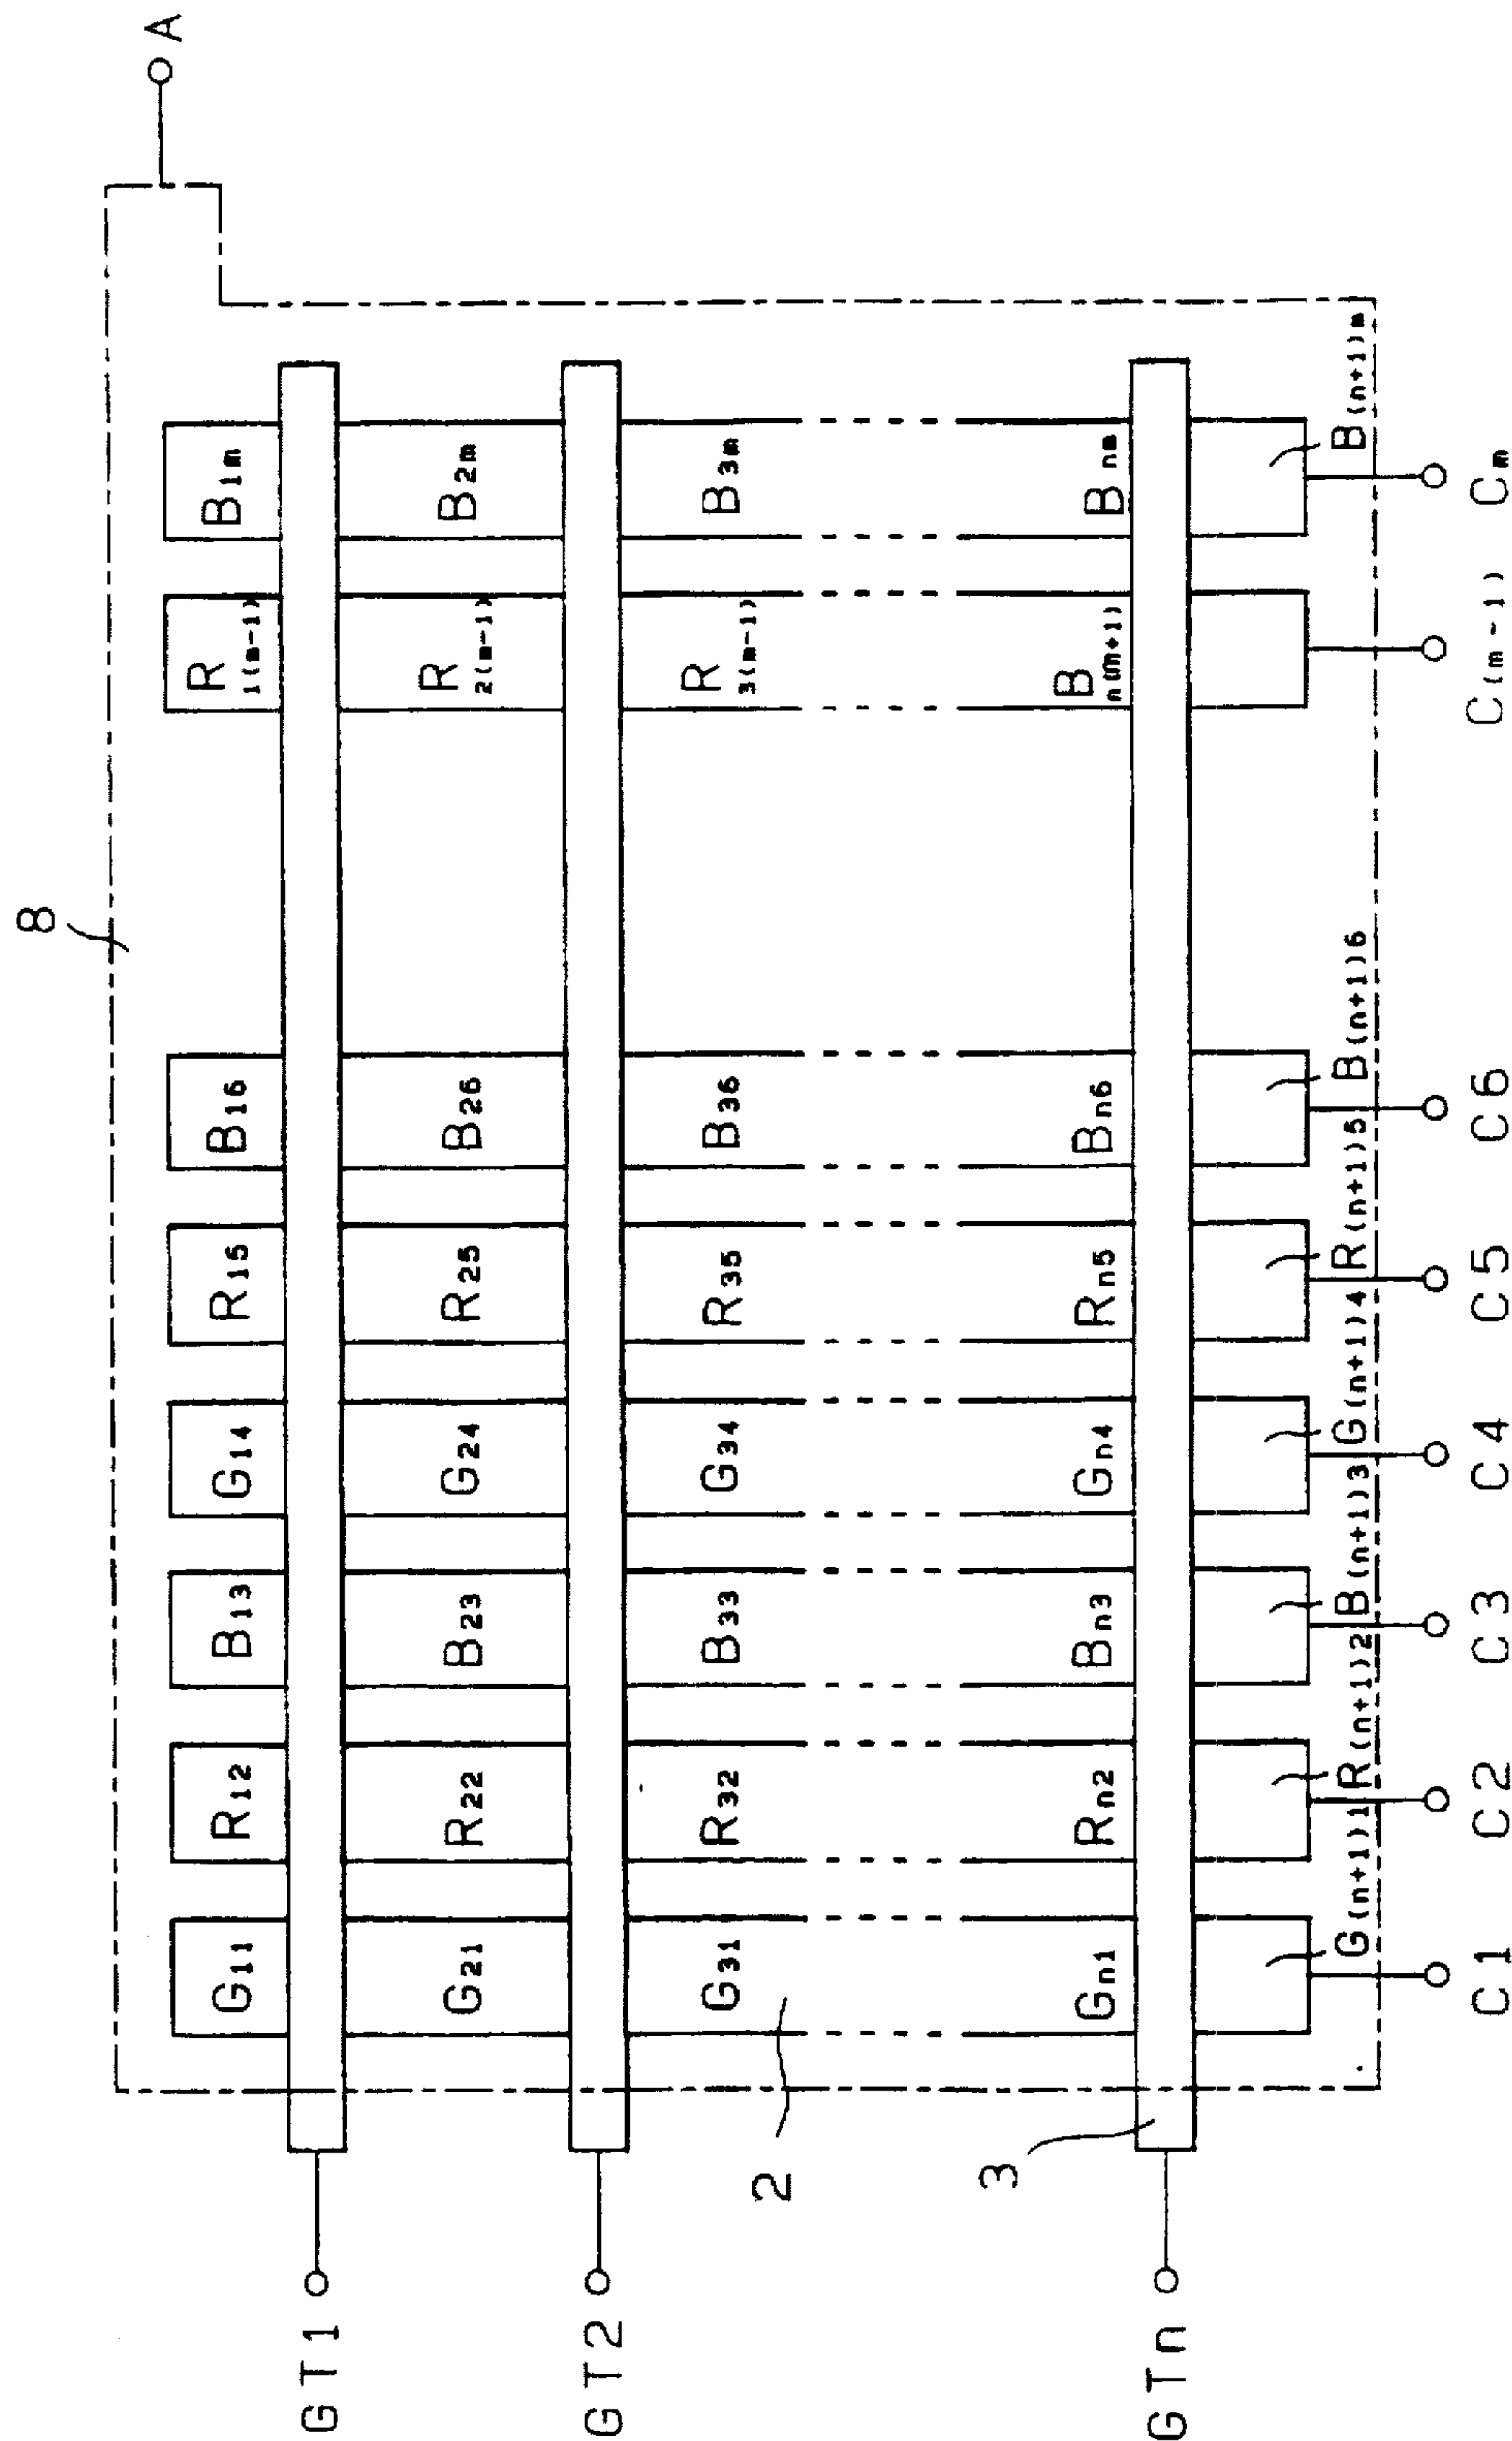 8
A
G11 R12 B13 G14 R15 B16 R1(m-1) B1m
GT1
G21 R22 B23 G24 R25 B26 R2(m-1) B2m
GT2
G31 R32 B33 G34 R35 B36 R3(m-1) B3m
2
Gn1 Rn2 Bn3 Gn4 Rn5 Bn6 Bn(m+1) Bnm
3
GTn
G(n+1)1 R(n+1)2 B(n+1)3 G(n+1)4 R(n+1)5 B(n+1)6 B(n+1)m
C1 C2 C3 C4 C5 C6 C(m-1) Cm